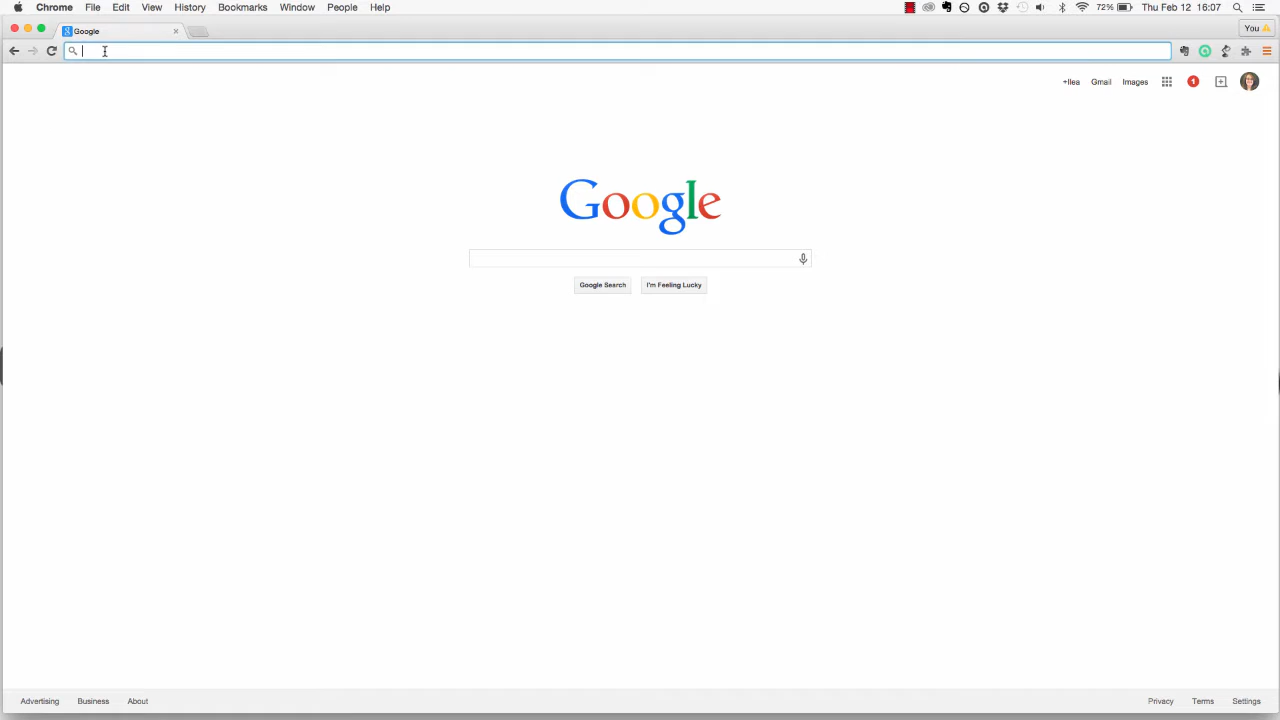 Chrome File Edit View History Bookmarks Window People Help 72% Thu Feb 12 16:07
Google You
+Ilea Gmail Images 1
Google
Google Search I'm Feeling Lucky
Advertising Business About Privacy Terms Settings